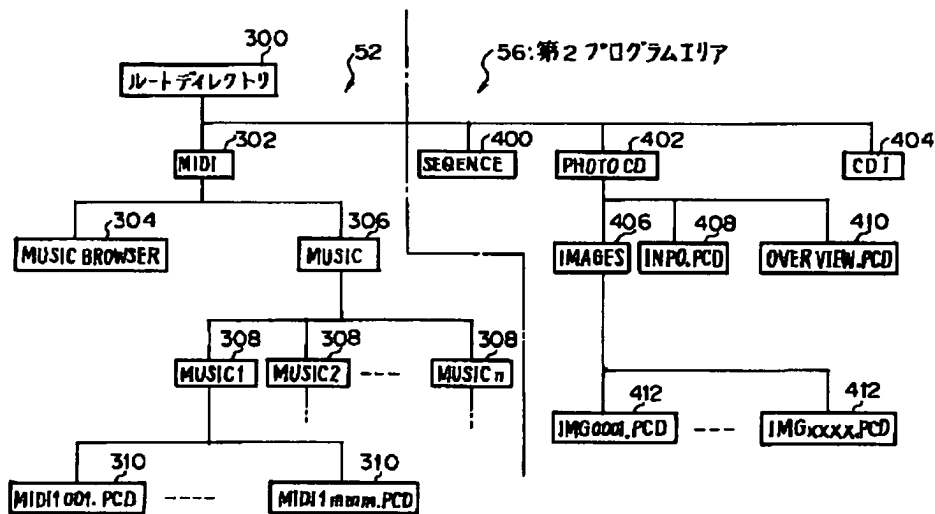 300
ルートディレクトリ
52
56:第2プログラムエリア
302
MIDI
400
SEQENCE
402
PHOTO CD
404
CDI
304
MUSIC BROWSER
306
MUSIC
406
IMAGES
408
INPO.PCD
410
OVERVIEW.PCD
308
MUSIC1
308
MUSIC2
----
308
MUSICn
412
IMG0001.PCD
----
412
IMGxxxx.PCD
310
MIDI1001.PCD
-----
310
MIDI1mmm.PCD